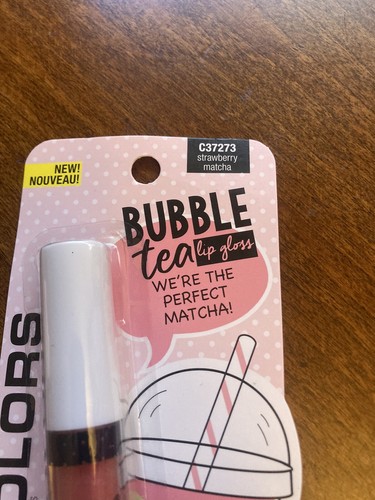 NEW!
NOUVEAU!
C37273
strawberry
matcha
BUBBLE
tea lip gloss
WE'RE THE
PERFECT
MATCHA!
OLORS